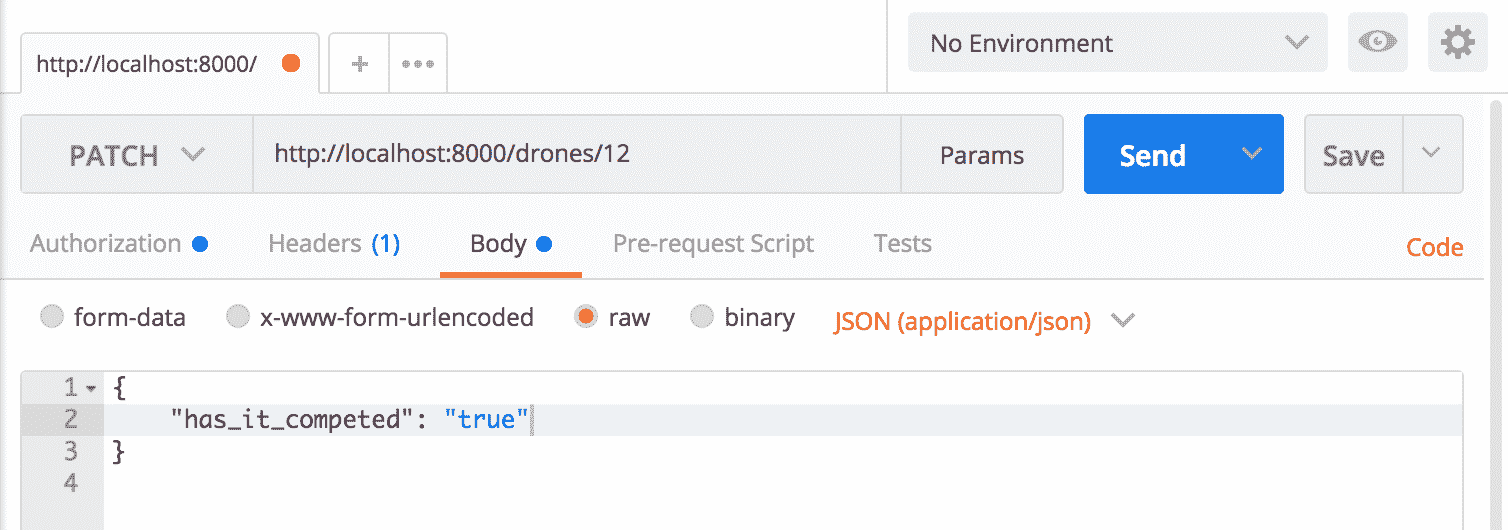 http://localhost:8000/ + ••• No Environment
PATCH http://localhost:8000/drones/12 Params Send Save
Authorization Headers (1) Body Pre-request Script Tests Code
form-data x-www-form-urlencoded raw binary JSON (application/json)
1 {
2 "has_it_competed": "true"
3 }
4